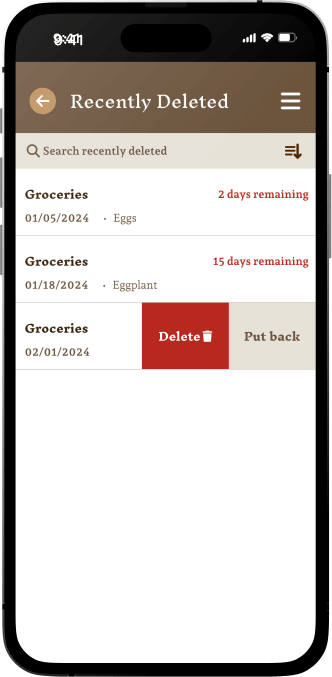 9:41
Recently Deleted
Search recently deleted
Groceries 2 days remaining
01/05/2024 · Eggs
Groceries 15 days remaining
01/18/2024 · Eggplant
Groceries Delete Put back
02/01/2024